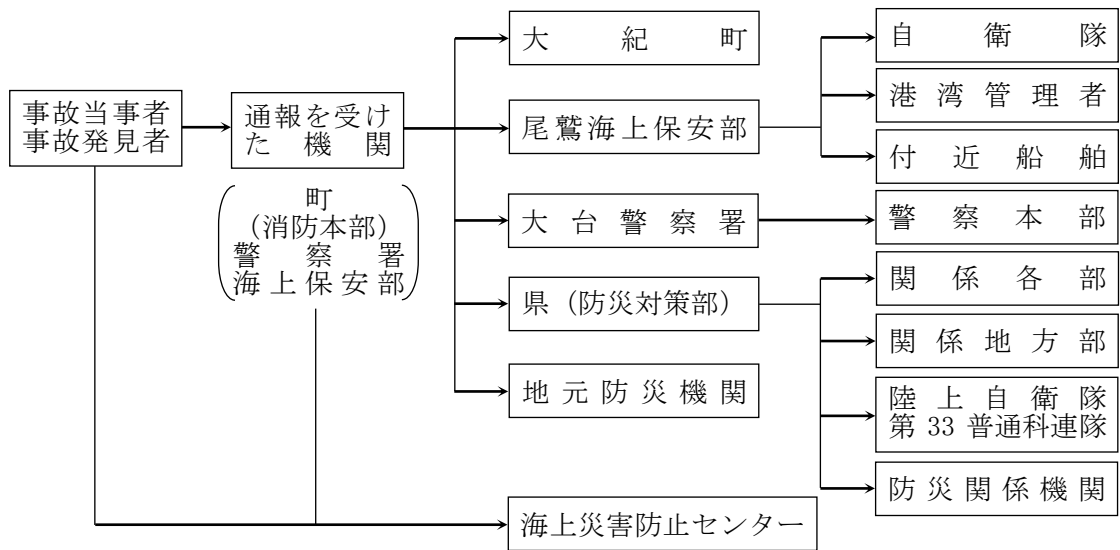 事故当事者
事故発見者
通報を受け
た機関
町
(消防本部)
警察署
海上保安部
大紀町
尾鷲海上保安部
大台警察署
県(防災対策部)
地元防災機関
海上災害防止センター
自衛隊
港湾管理者
付近船舶
警察本部
関係各部
関係地方部
陸上自衛隊
第 33 普通科連隊
防災関係機関